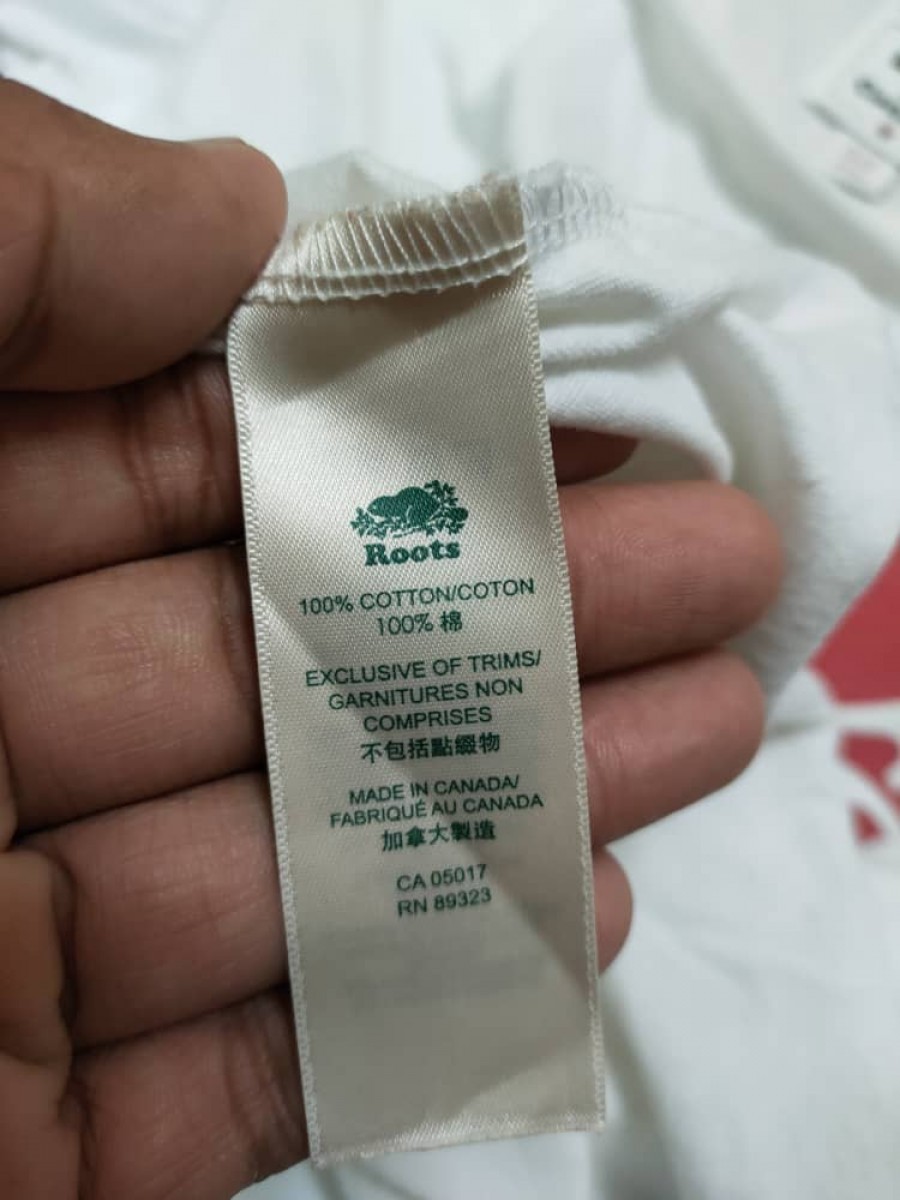 Roots
100% COTTON/COTON
100% 棉
EXCLUSIVE OF TRIMS/
GARNITURES NON
COMPRISES
不包括點綴物
MADE IN CANADA/
FABRIQUÉ AU CANADA
加拿大製造
CA 05017
RN 89323